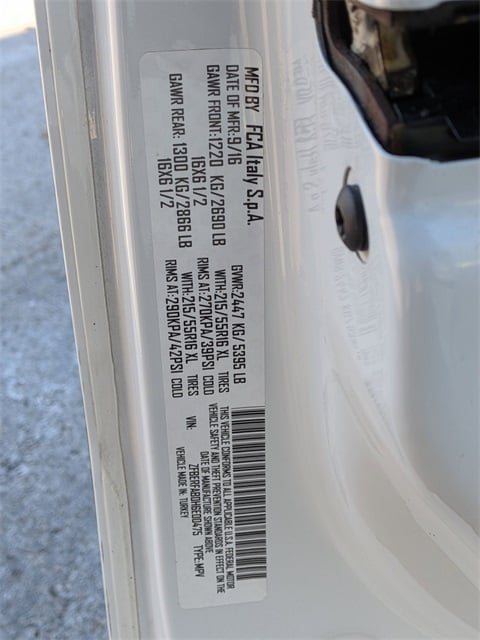 MFD BY  FCA Italy S.p.A.
DATE OF MFR:9/16    GVWR:2447 KG/5395 LB
GAWR FRONT:1220 KG/2690 LB  WITH:215/55R16 XL TIRES
16X6 1/2  RIMS AT:270KPA/39PSI COLD
GAWR REAR: 1300 KG/2866 LB  WITH:215/55R16 XL TIRES
16X6 1/2  RIMS AT:290KPA/42PSI COLD
THIS VEHICLE CONFORMS TO ALL APPLICABLE U.S.A. FEDERAL MOTOR
VEHICLE SAFETY AND THEFT PREVENTION STANDARDS IN EFFECT ON THE
DATE OF MANUFACTURE SHOWN ABOVE
VIN: ZFBERFAB0H6E00475 TYPE:MPV
VEHICLE MADE IN: TURKEY